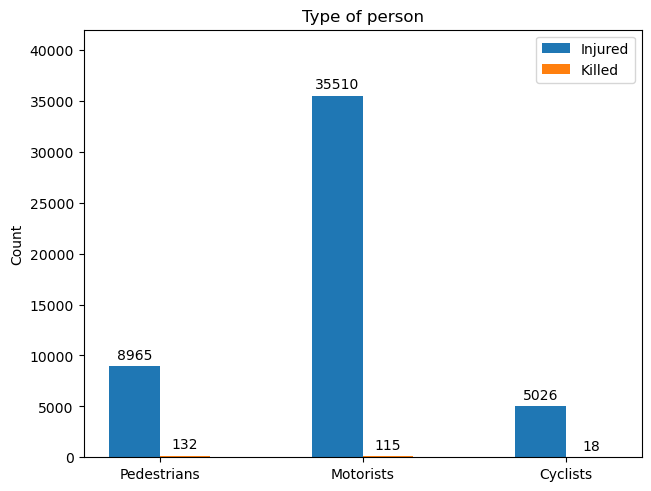 Type of person
Injured
Killed
Count
40000
35000
30000
25000
20000
15000
10000
5000
0
8965
132
35510
115
5026
18
Pedestrians
Motorists
Cyclists